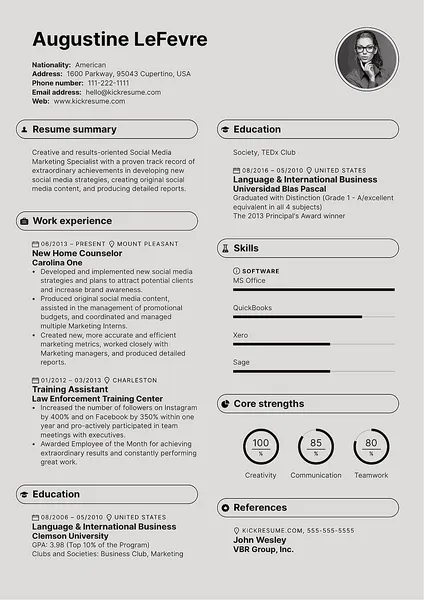 Augustine LeFevre
Nationality: American
Address: 1600 Parkway, 95043 Cupertino, USA
Phone number: 111-222-1111
Email address: hello@kickresume.com
Web: www.kickresume.com
Resume summary
Creative and results-oriented Social Media
Marketing Specialist with a proven track record of
extraordinary achievements in developing new
social media strategies, creating original social
media content, and producing detailed reports.
Work experience
06/2013 – PRESENT MOUNT PLEASANT
New Home Counselor
Carolina One
• Developed and implemented new social media
strategies and plans to attract potential clients
and increase brand awareness.
• Produced original social media content,
assisted in the management of promotional
budgets, and coordinated and managed
multiple Marketing Interns.
• Created new, more accurate and efficient
marketing metrics, worked closely with
Marketing managers, and produced detailed
reports.
01/2012 – 03/2013 CHARLESTON
Training Assistant
Law Enforcement Training Center
• Increased the number of followers on Instagram
by 400% and on Facebook by 350% within one
year and pro-actively participated in team
meetings with executives.
• Awarded Employee of the Month for achieving
extraordinary results and constantly performing
great work.
Education
08/2006 – 05/2010 UNITED STATES
Language & International Business
Clemson University
GPA: 3.98 (Top 10% of the Program)
Clubs and Societies: Business Club, Marketing
Education
Society, TEDx Club
08/2016 – 05/2010 UNITED STATES
Language & International Business
Universidad Blas Pascal
Graduated with Distinction (Grade 1 - A/excellent
equivalent in all 4 subjects)
The 2013 Principal's Award winner
Skills
SOFTWARE
MS Office
QuickBooks
Xero
Sage
Core strengths
100 %
85 %
80 %
Creativity
Communication
Teamwork
References
KICKRESUME.COM, 555-555-5555
John Wesley
VBR Group, Inc.